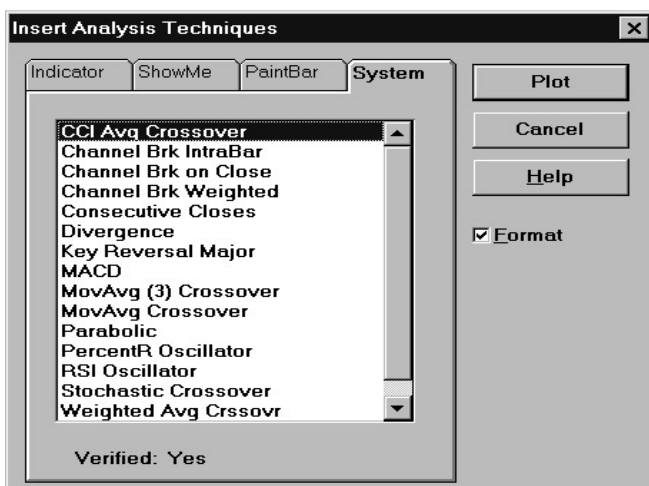 Insert Analysis Techniques
Indicator ShowMe PaintBar System
CCI Avg Crossover
Channel Brk IntraBar
Channel Brk on Close
Channel Brk Weighted
Consecutive Closes
Divergence
Key Reversal Major
MACD
MovAvg (3) Crossover
MovAvg Crossover
Parabolic
PercentR Oscillator
RSI Oscillator
Stochastic Crossover
Weighted Avg Crssovr
Verified: Yes
Plot
Cancel
Help
Format